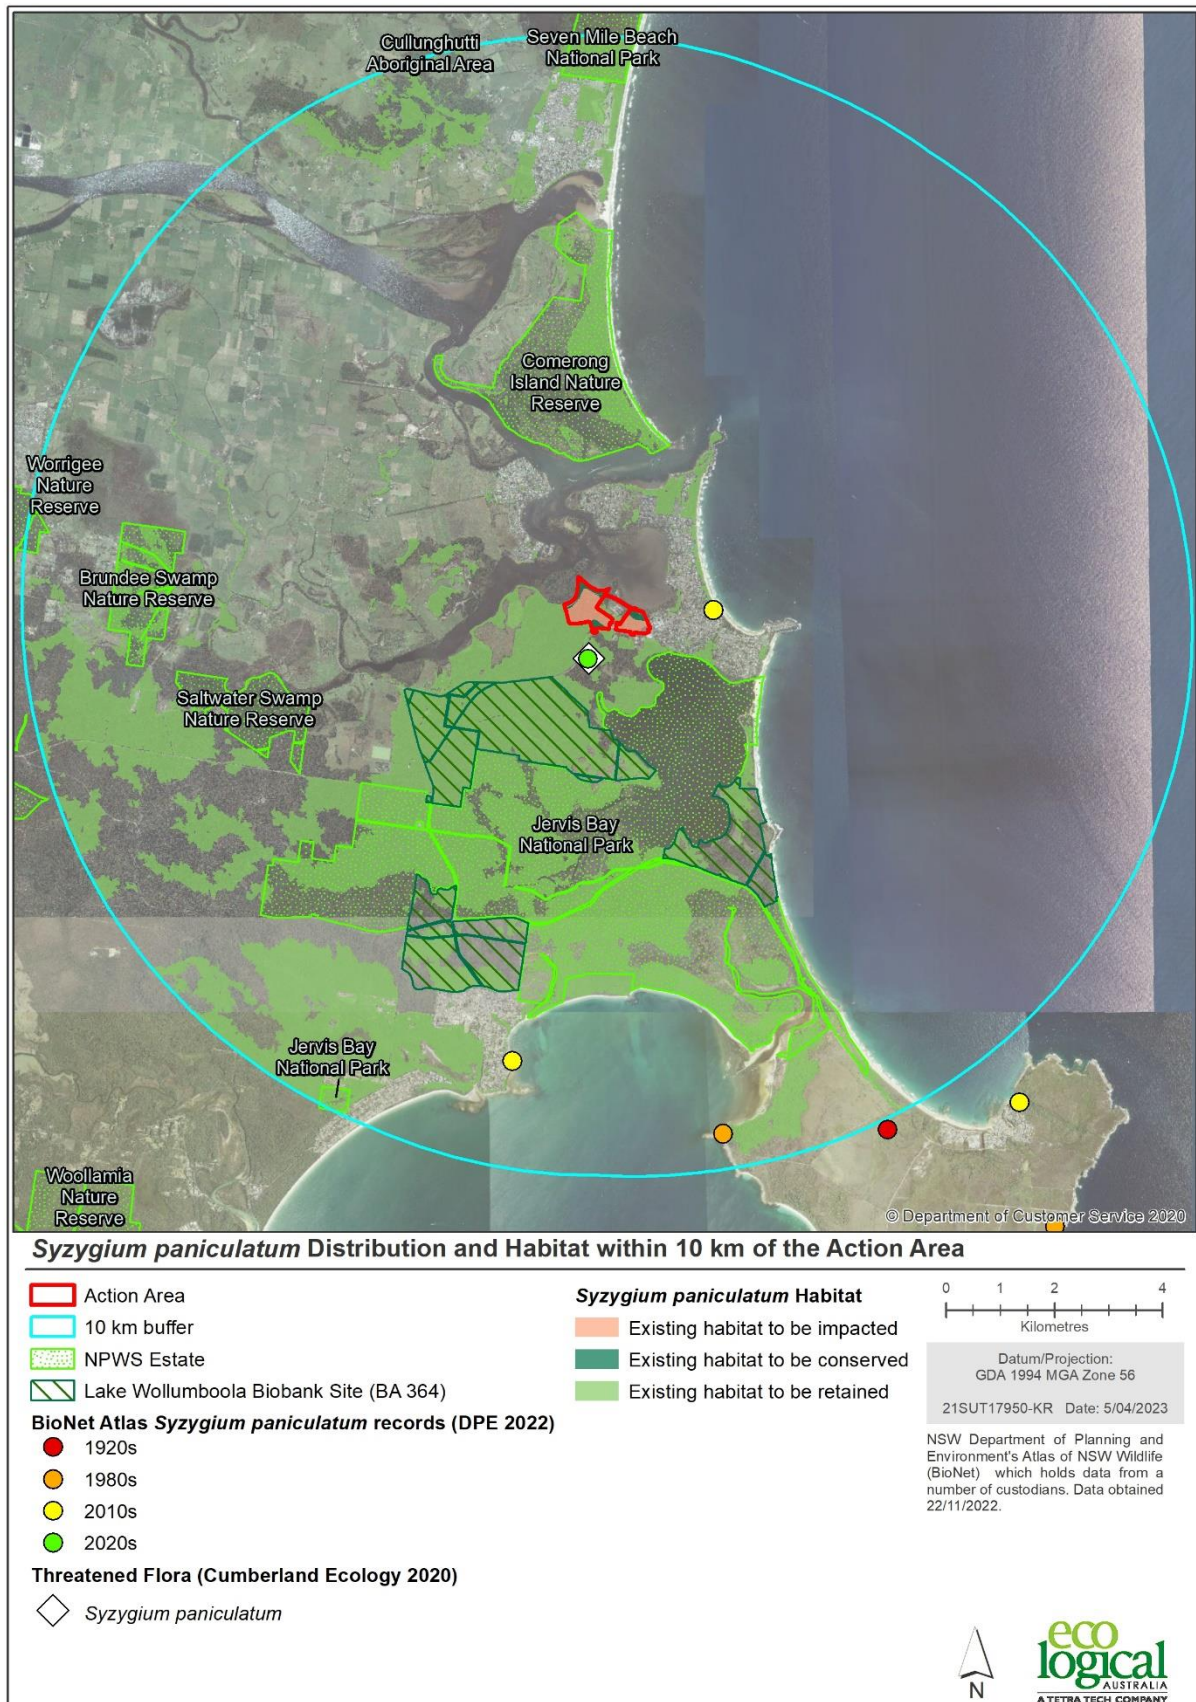 Cullunghutti
Aboriginal Area
Seven Mile Beach
National Park
Comerong
Island Nature
Reserve
Worrigee
Nature
Reserve
Brundee Swamp
Nature Reserve
Saltwater Swamp
Nature Reserve
Jervis Bay
National Park
Jervis Bay
National Park
Woollamia
Nature
Reserve
© Department of Customer Service 2020
Syzygium paniculatum Distribution and Habitat within 10 km of the Action Area
Action Area
10 km buffer
NPWS Estate
Lake Wollumboola Biobank Site (BA 364)
BioNet Atlas Syzygium paniculatum records (DPE 2022)
1920s
1980s
2010s
2020s
Threatened Flora (Cumberland Ecology 2020)
Syzygium paniculatum
Syzygium paniculatum Habitat
Existing habitat to be impacted
Existing habitat to be conserved
Existing habitat to be retained
0 1 2 4
Kilometres
Datum/Projection:
GDA 1994 MGA Zone 56
21SUT17950-KR Date: 5/04/2023
NSW Department of Planning and
Environment's Atlas of NSW Wildlife
(BioNet) which holds data from a
number of custodians. Data obtained
22/11/2022.
N
eco
logical
AUSTRALIA
A TETRA TECH COMPANY